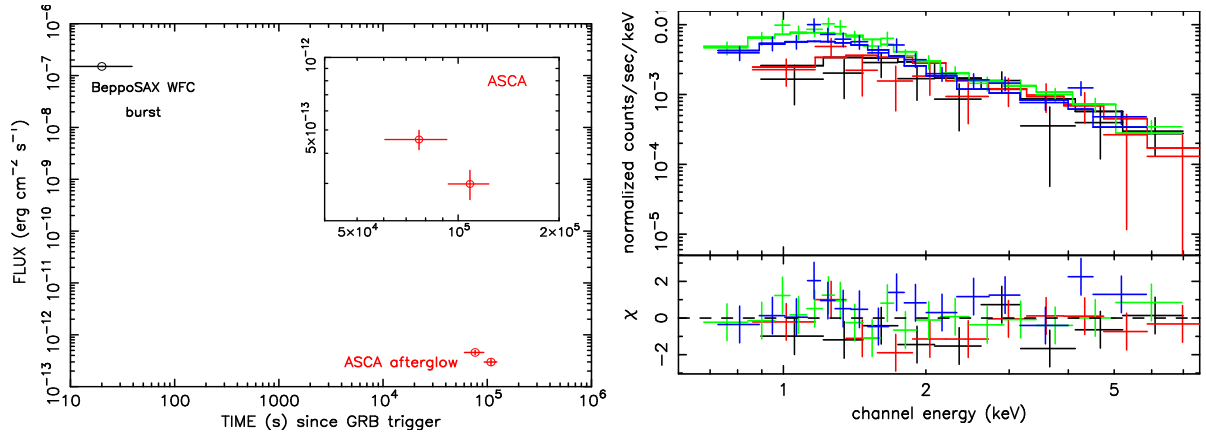 10⁻⁶
10⁻⁷
10⁻⁸
10⁻⁹
10⁻¹⁰
10⁻¹¹
10⁻¹²
10⁻¹³
FLUX (erg cm⁻² s⁻¹)
BeppoSAX WFC
burst
ASCA
10⁻¹²
5×10⁻¹³
5×10⁴ 10⁵ 2×10⁵
ASCA afterglow
10 100 1000 10⁴ 10⁵ 10⁶
TIME (s) since GRB trigger
0.01
10⁻³
10⁻⁴
10⁻⁵
normalized counts/sec/keV
2
0
−2
χ
1 2 5
channel energy (keV)